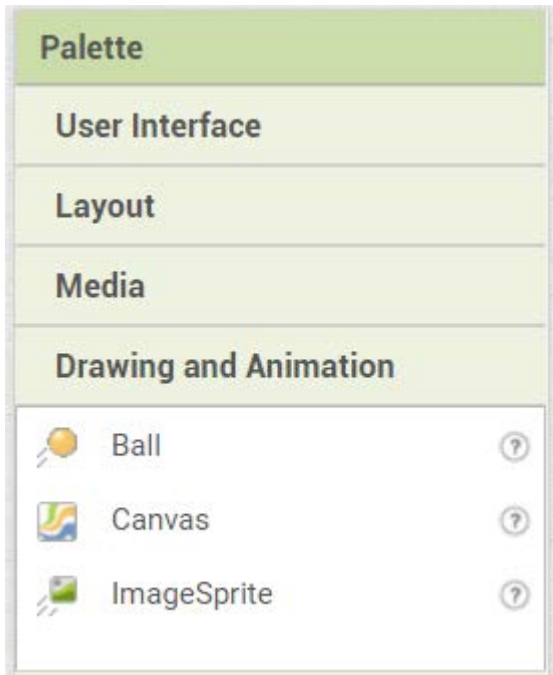 Palette
User Interface
Layout
Media
Drawing and Animation
Ball ?
Canvas ?
ImageSprite ?